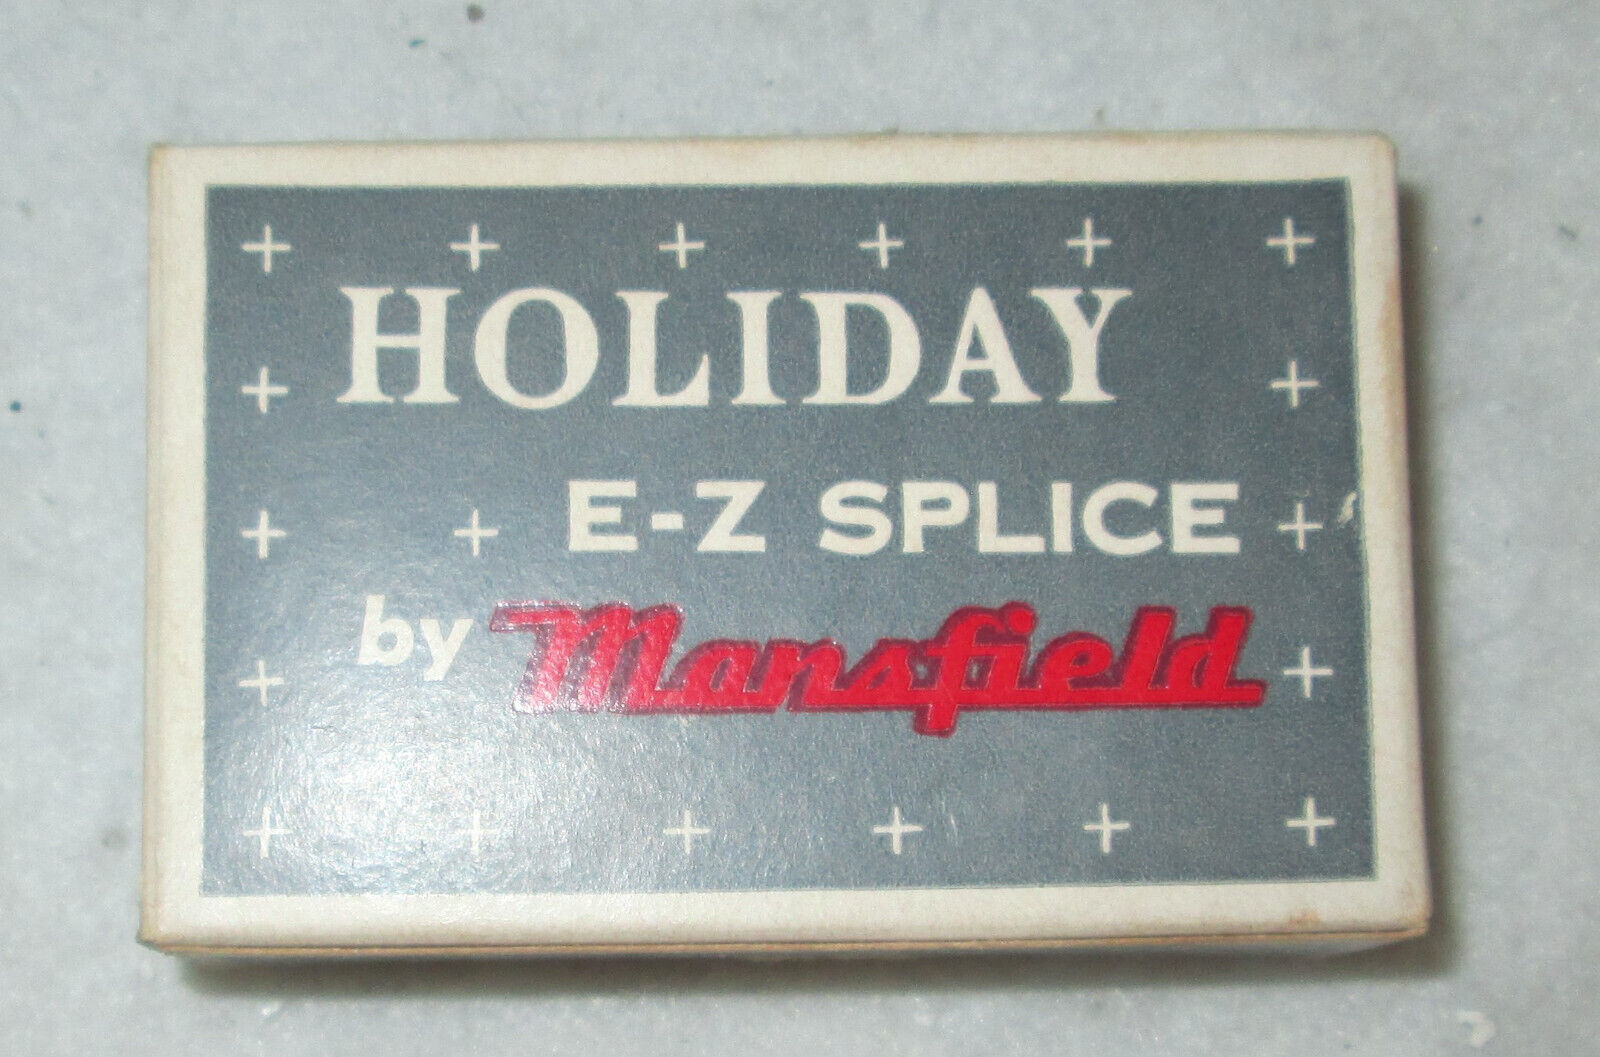 HOLIDAY
E-Z SPLICE
by Mansfield